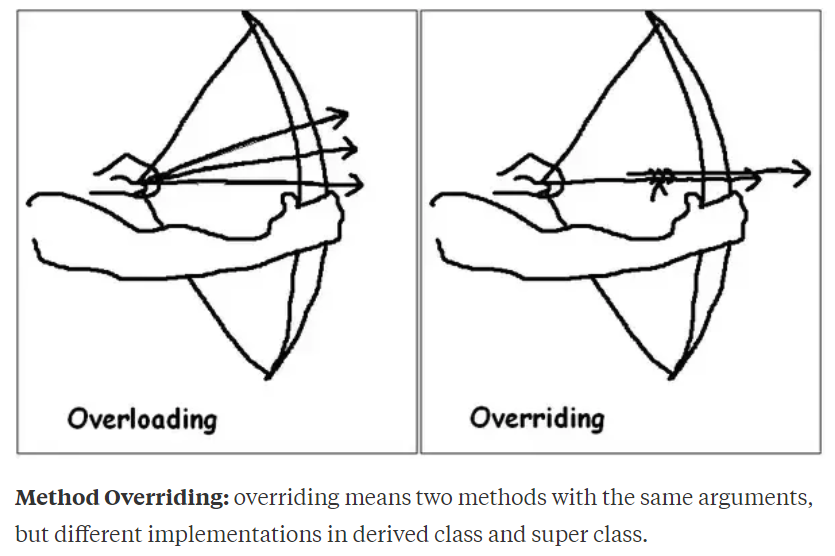 Overloading
Overriding
Method Overriding: overriding means two methods with the same arguments,
but different implementations in derived class and super class.